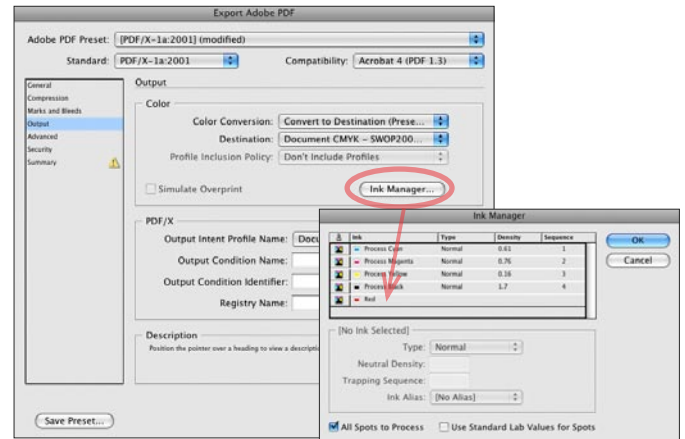 Export Adobe PDF
Adobe PDF Preset: [PDF/X-1a:2001] (modified)
Standard: PDF/X-1a:2001 Compatibility: Acrobat 4 (PDF 1.3)
General
Compression
Marks and Bleeds
Output
Advanced
Security
Summary
Output
Color
Color Conversion: Convert to Destination (Prese...
Destination: Document CMYK - SWOP200...
Profile Inclusion Policy: Don't Include Profiles
Simulate Overprint Ink Manager...
PDF/X
Output Intent Profile Name: Docu
Output Condition Name:
Output Condition Identifier:
Registry Name:
Description
Position the pointer over a heading to view a descriptio
Save Preset...
Ink Manager
Ink Type Density Sequence
Process Cyan Normal 0.61 1
Process Magenta Normal 0.76 2
Process Yellow Normal 0.16 3
Process Black Normal 1.7 4
Red
OK
Cancel
[No Ink Selected]
Type: Normal
Neutral Density:
Trapping Sequence:
Ink Alias: [No Alias]
All Spots to Process Use Standard Lab Values for Spots